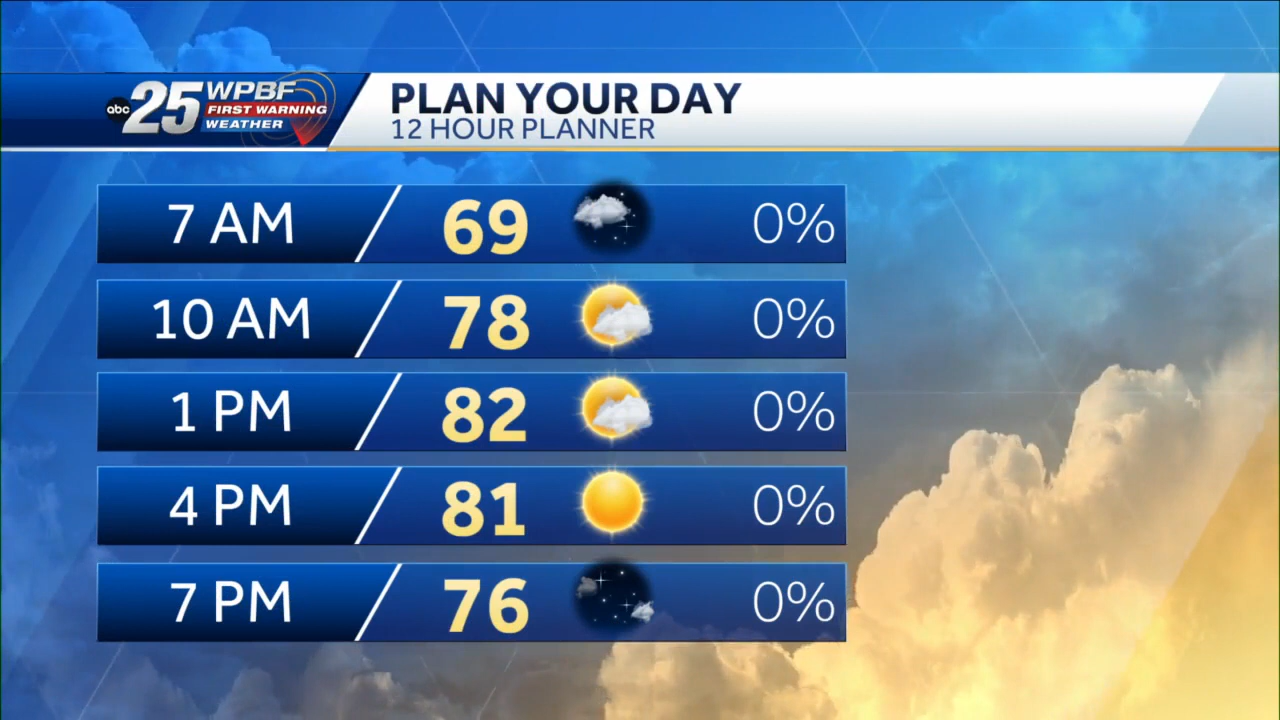 abc 25 WPBF
FIRST WARNING
WEATHER
PLAN YOUR DAY
12 HOUR PLANNER
7 AM 69 0%
10 AM 78 0%
1 PM 82 0%
4 PM 81 0%
7 PM 76 0%